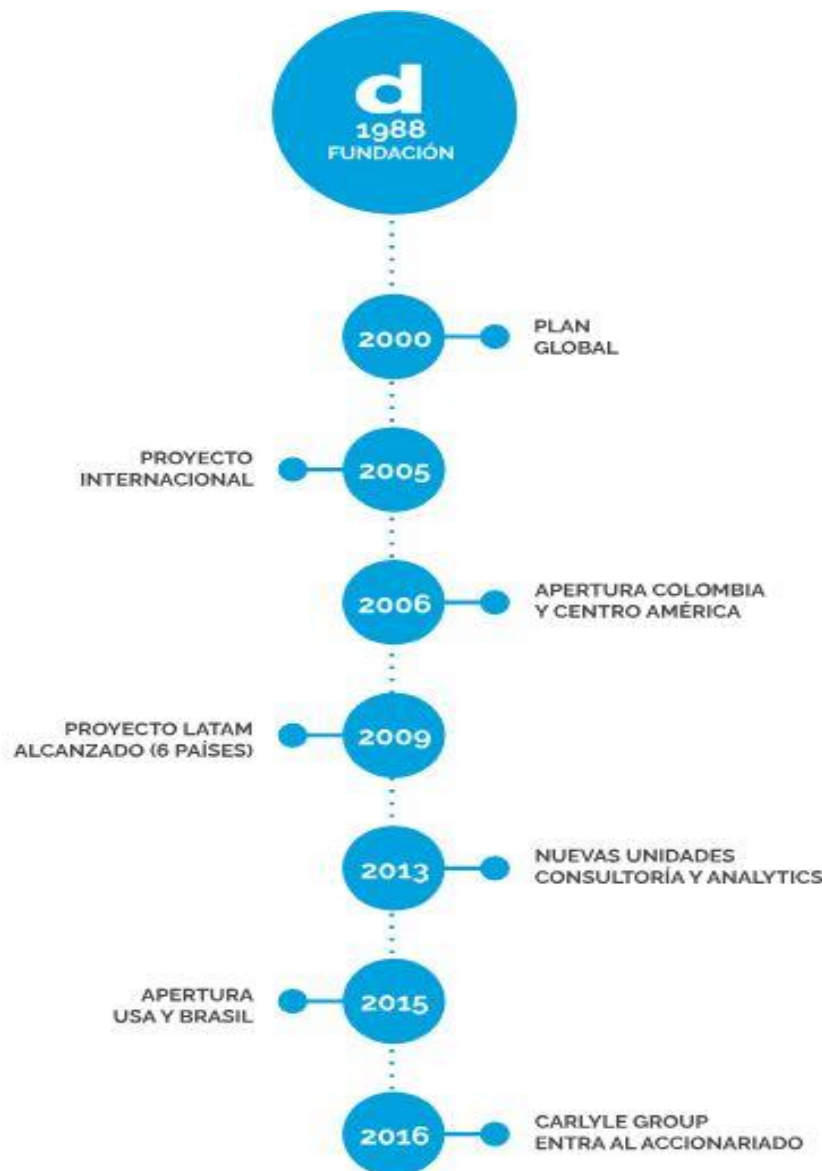 d
1988
FUNDACIÓN
2000
PLAN
GLOBAL
PROYECTO
INTERNACIONAL
2005
2006
APERTURA COLOMBIA
Y CENTRO AMÉRICA
PROYECTO LATAM
ALCANZADO (6 PAÍSES)
2009
2013
NUEVAS UNIDADES
CONSULTORÍA Y ANALYTICS
APERTURA
USA Y BRASIL
2015
2016
CARLYLE GROUP
ENTRA AL ACCIONARIADO